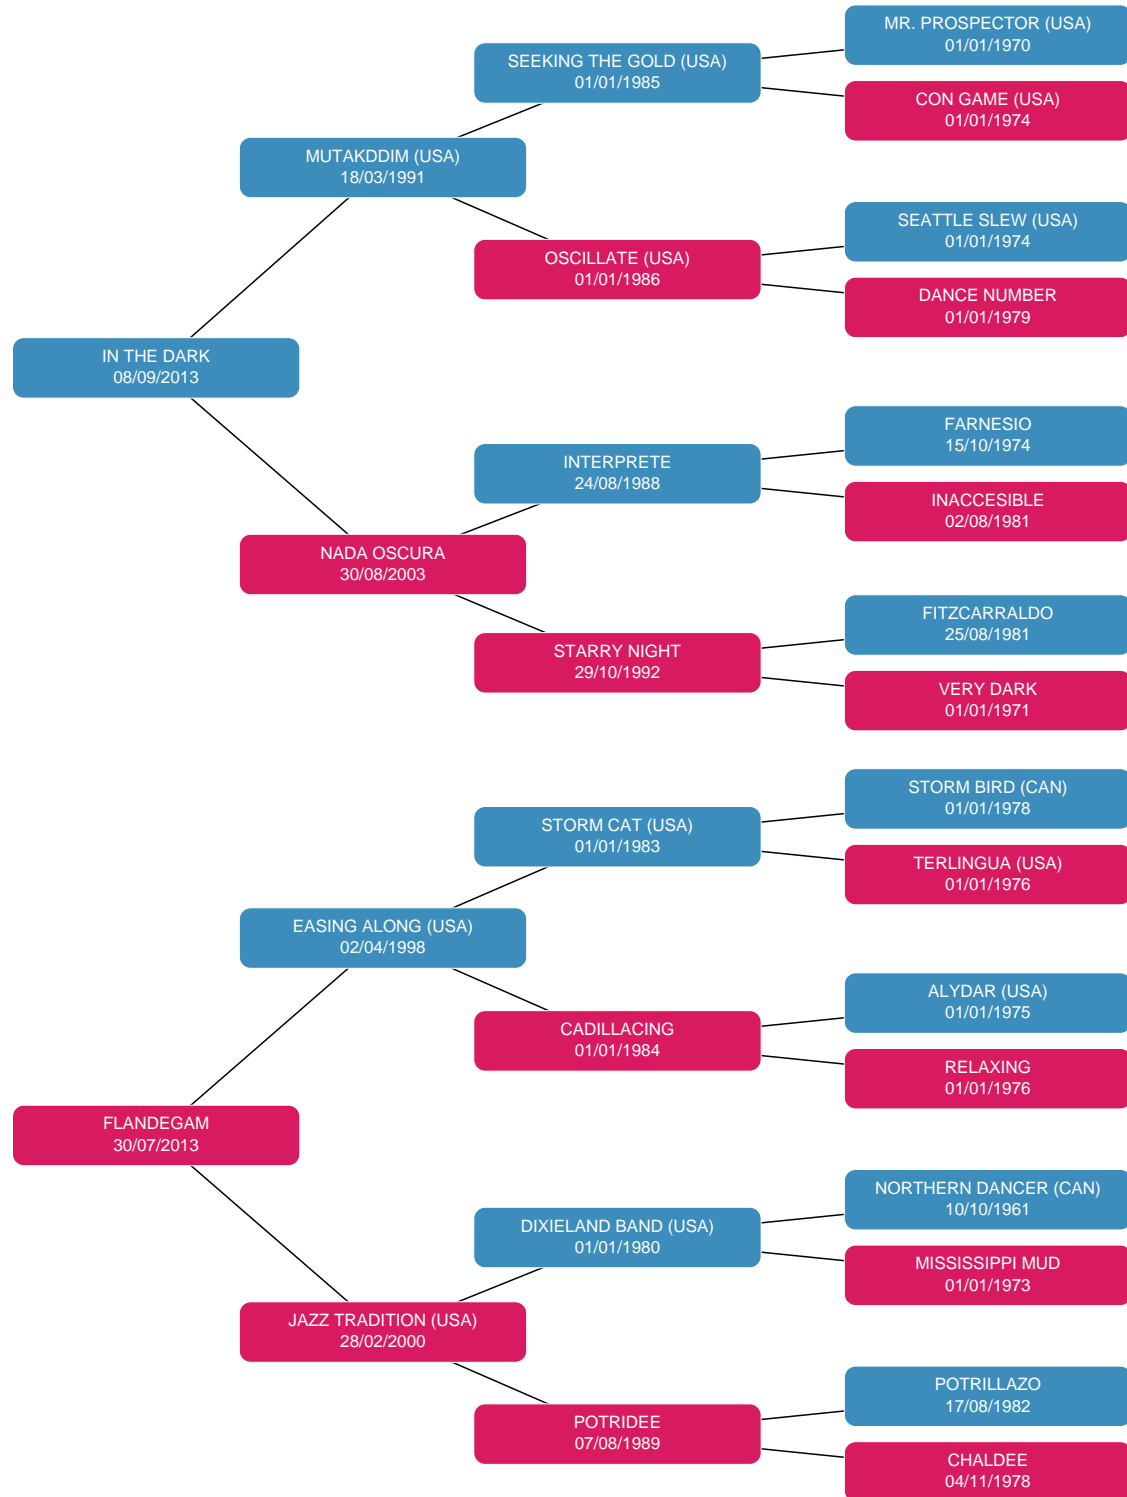 MR. PROSPECTOR (USA)
01/01/1970
SEEKING THE GOLD (USA)
01/01/1985
CON GAME (USA)
01/01/1974
MUTAKDDIM (USA)
18/03/1991
SEATTLE SLEW (USA)
01/01/1974
OSCILLATE (USA)
01/01/1986
DANCE NUMBER
01/01/1979
IN THE DARK
08/09/2013
FARNESIO
15/10/1974
INTERPRETE
24/08/1988
INACCESIBLE
02/08/1981
NADA OSCURA
30/08/2003
FITZCARRALDO
25/08/1981
STARRY NIGHT
29/10/1992
VERY DARK
01/01/1971
STORM BIRD (CAN)
01/01/1978
STORM CAT (USA)
01/01/1983
TERLINGUA (USA)
01/01/1976
EASING ALONG (USA)
02/04/1998
ALYDAR (USA)
01/01/1975
CADILLACING
01/01/1984
RELAXING
01/01/1976
FLANDEGAM
30/07/2013
NORTHERN DANCER (CAN)
10/10/1961
DIXIELAND BAND (USA)
01/01/1980
MISSISSIPPI MUD
01/01/1973
JAZZ TRADITION (USA)
28/02/2000
POTRILLAZO
17/08/1982
POTRIDEE
07/08/1989
CHALDEE
04/11/1978